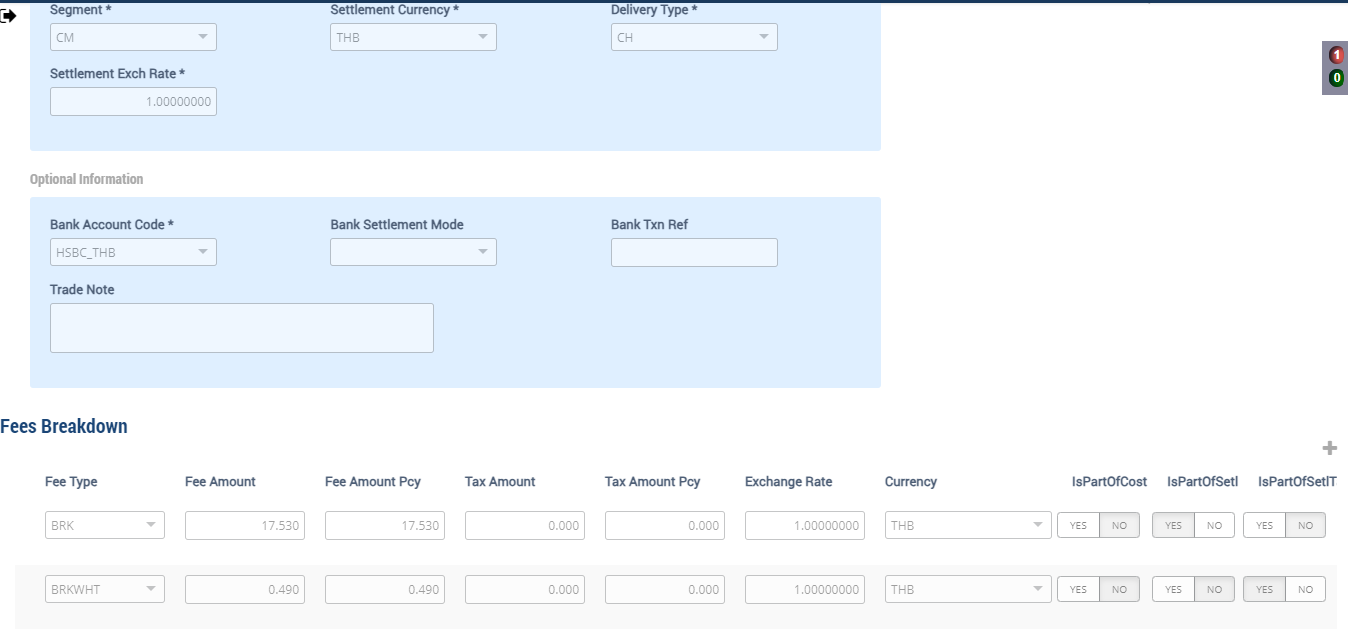 Segment * Settlement Currency * Delivery Type *
CM THB CH
1
0
Settlement Exch Rate *
1.00000000
Optional Information
Bank Account Code * Bank Settlement Mode Bank Txn Ref
HSBC_THB
Trade Note
Fees Breakdown
Fee Type Fee Amount Fee Amount Pcy Tax Amount Tax Amount Pcy Exchange Rate Currency IsPartOfCost IsPartOfSetl IsPartOfSetlT
BRK 17.530 17.530 0.000 0.000 1.00000000 THB YES NO YES NO YES NO
BRKWHT 0.490 0.490 0.000 0.000 1.00000000 THB YES NO YES NO YES NO